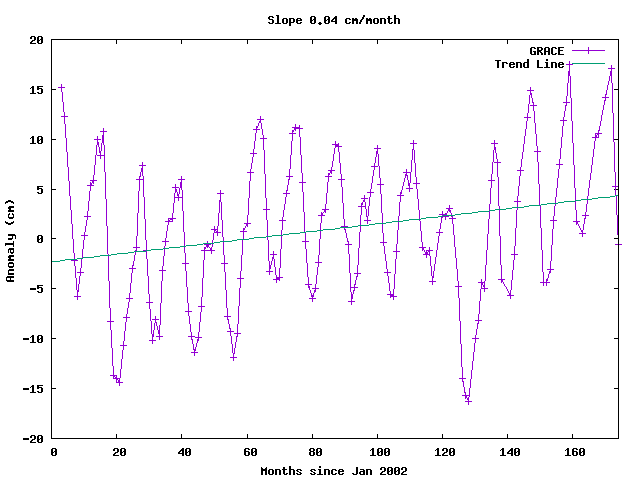 Slope 0.04 cm/month
GRACE
Trend Line
20
15
10
5
0
-5
-10
-15
-20
Anomaly (cm)
0 20 40 60 80 100 120 140 160
Months since Jan 2002